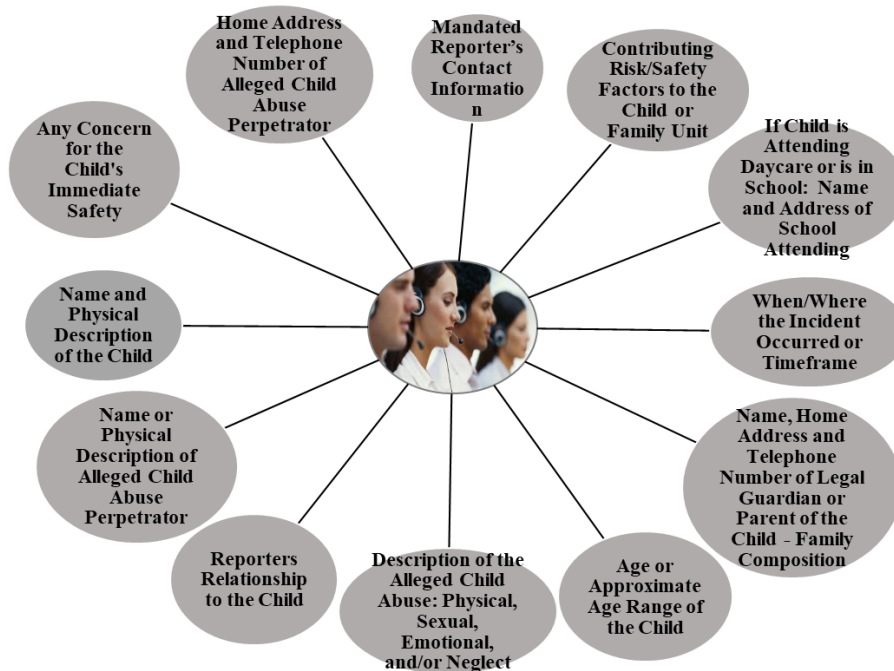 Home Address
and Telephone
Number of Alleged Child
Abuse
Perpetrator
Mandated
Reporter’s
Contact
Informatio
n
Contributing
Risk/Safety
Factors to the
Child or
Family Unit
If Child is
Attending
Daycare or is in
School:  Name
and Address of
School
Attending
When/Where
the Incident
Occurred or
Timeframe
Name, Home
Address and
Telephone
Number of Legal
Guardian or
Parent of the
Child - Family
Composition
Age or
Approximate
Age Range of
the Child
Description of the
Alleged Child
Abuse: Physical,
Sexual,
Emotional,
and/or Neglect
Reporters
Relationship
to the Child
Name or
Physical
Description of
Alleged Child
Abuse
Perpetrator
Name and
Physical
Description
of the Child
Any Concern
for the
Child's
Immediate
Safety